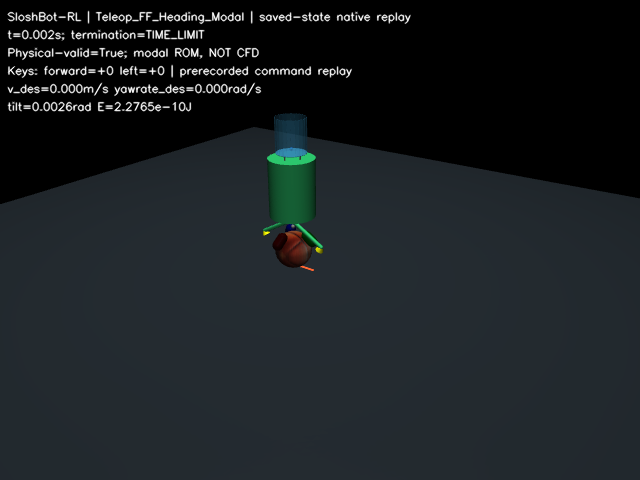 SloshBot-RL | Teleop_FF_Heading_Modal | saved-state native replay
t=0.002s; termination=TIME_LIMIT
Physical-valid=True; modal ROM, NOT CFD
Keys: forward=+0 left=+0 | prerecorded command replay
v_des=0.000m/s yawrate_des=0.000rad/s
tilt=0.0026rad E=2.2765e-10J